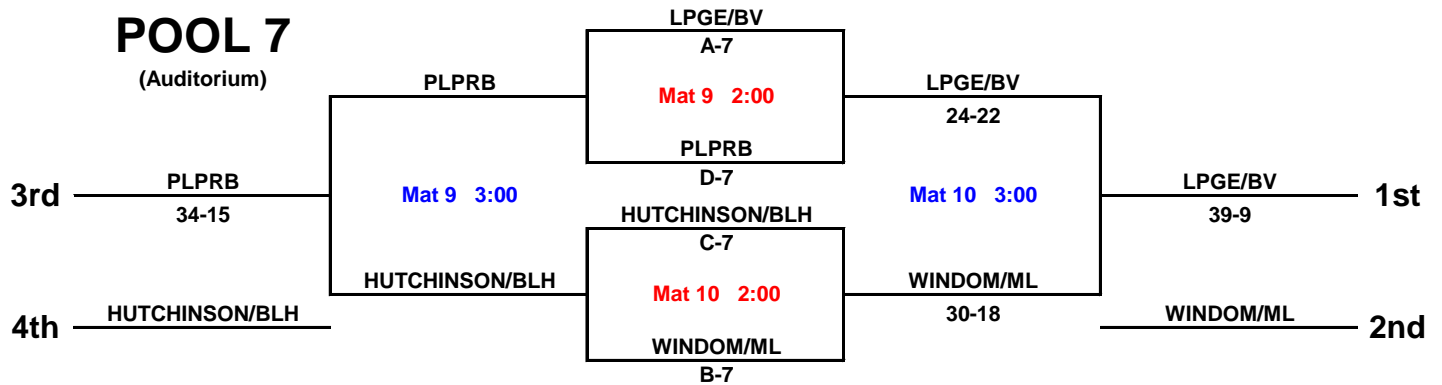 POOL 7
(Auditorium)
LPGE/BV
A-7
PLPRB
Mat 9 2:00
LPGE/BV
24-22
PLPRB
D-7
3rd
PLPRB
34-15
Mat 9 3:00
Mat 10 3:00
LPGE/BV
39-9
1st
HUTCHINSON/BLH
C-7
HUTCHINSON/BLH
Mat 10 2:00
WINDOM/ML
30-18
4th
HUTCHINSON/BLH
WINDOM/ML
2nd
WINDOM/ML
B-7